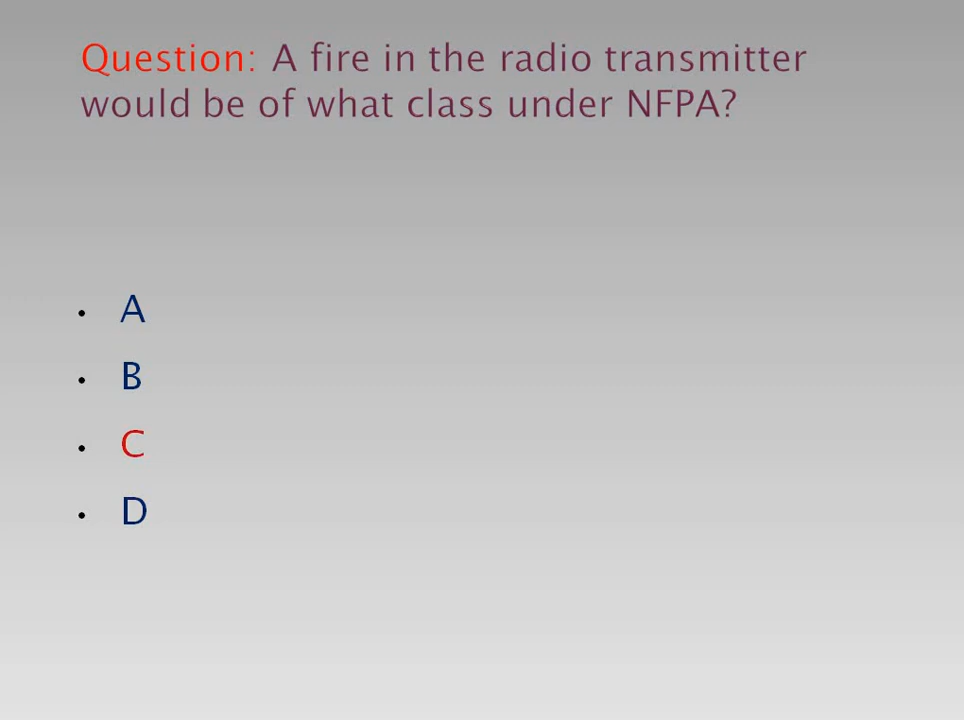 Question: A fire in the radio transmitter
would be of what class under NFPA?
• A
• B
• C
• D